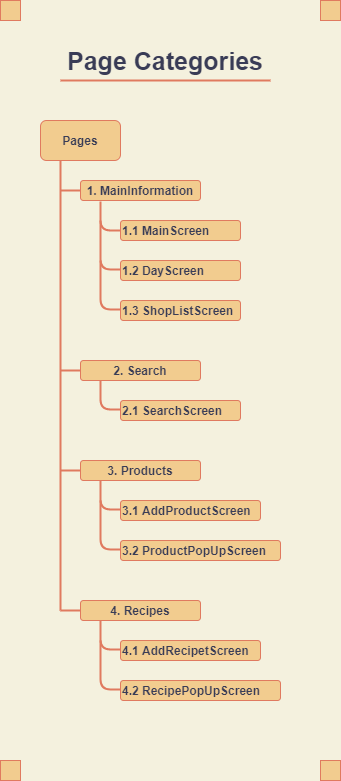 Page Categories
Pages
1. MainInformation
1.1 MainScreen
1.2 DayScreen
1.3 ShopListScreen
2. Search
2.1 SearchScreen
3. Products
3.1 AddProductScreen
3.2 ProductPopUpScreen
4. Recipes
4.1 AddRecipetScreen
4.2 RecipePopUpScreen